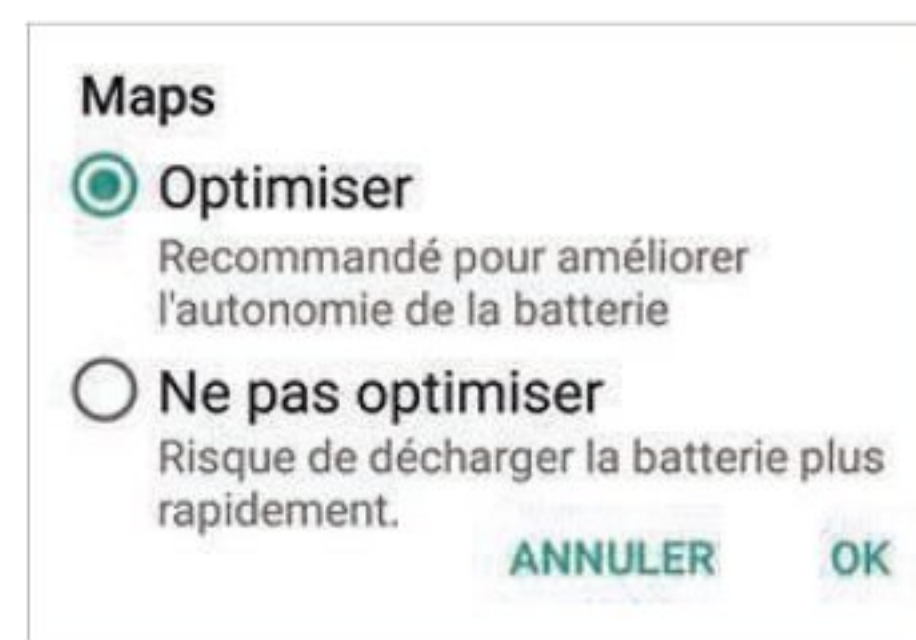 Maps
Optimiser
Recommandé pour améliorer
l'autonomie de la batterie
Ne pas optimiser
Risque de décharger la batterie plus
rapidement.
ANNULER OK